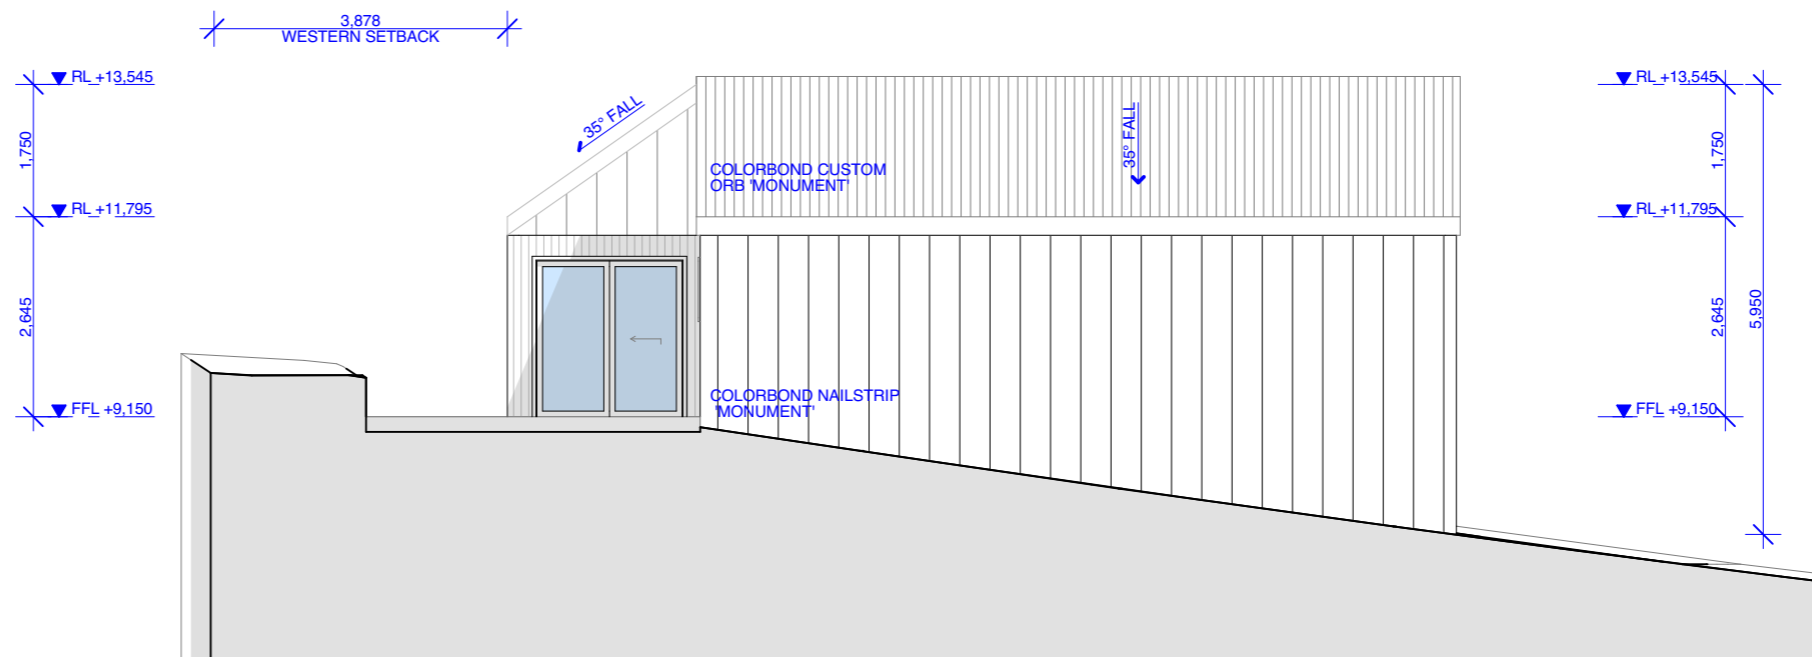 3,878
WESTERN SETBACK
RL +13,545
RL +13,545
35° FALL
35° FALL
1,750
1,750
COLORBOND CUSTOM
ORB 'MONUMENT'
RL +11,795
RL +11,795
2,645
2,645
5,950
COLORBOND NAILSTRIP
'MONUMENT'
FFL +9,150
FFL +9,150